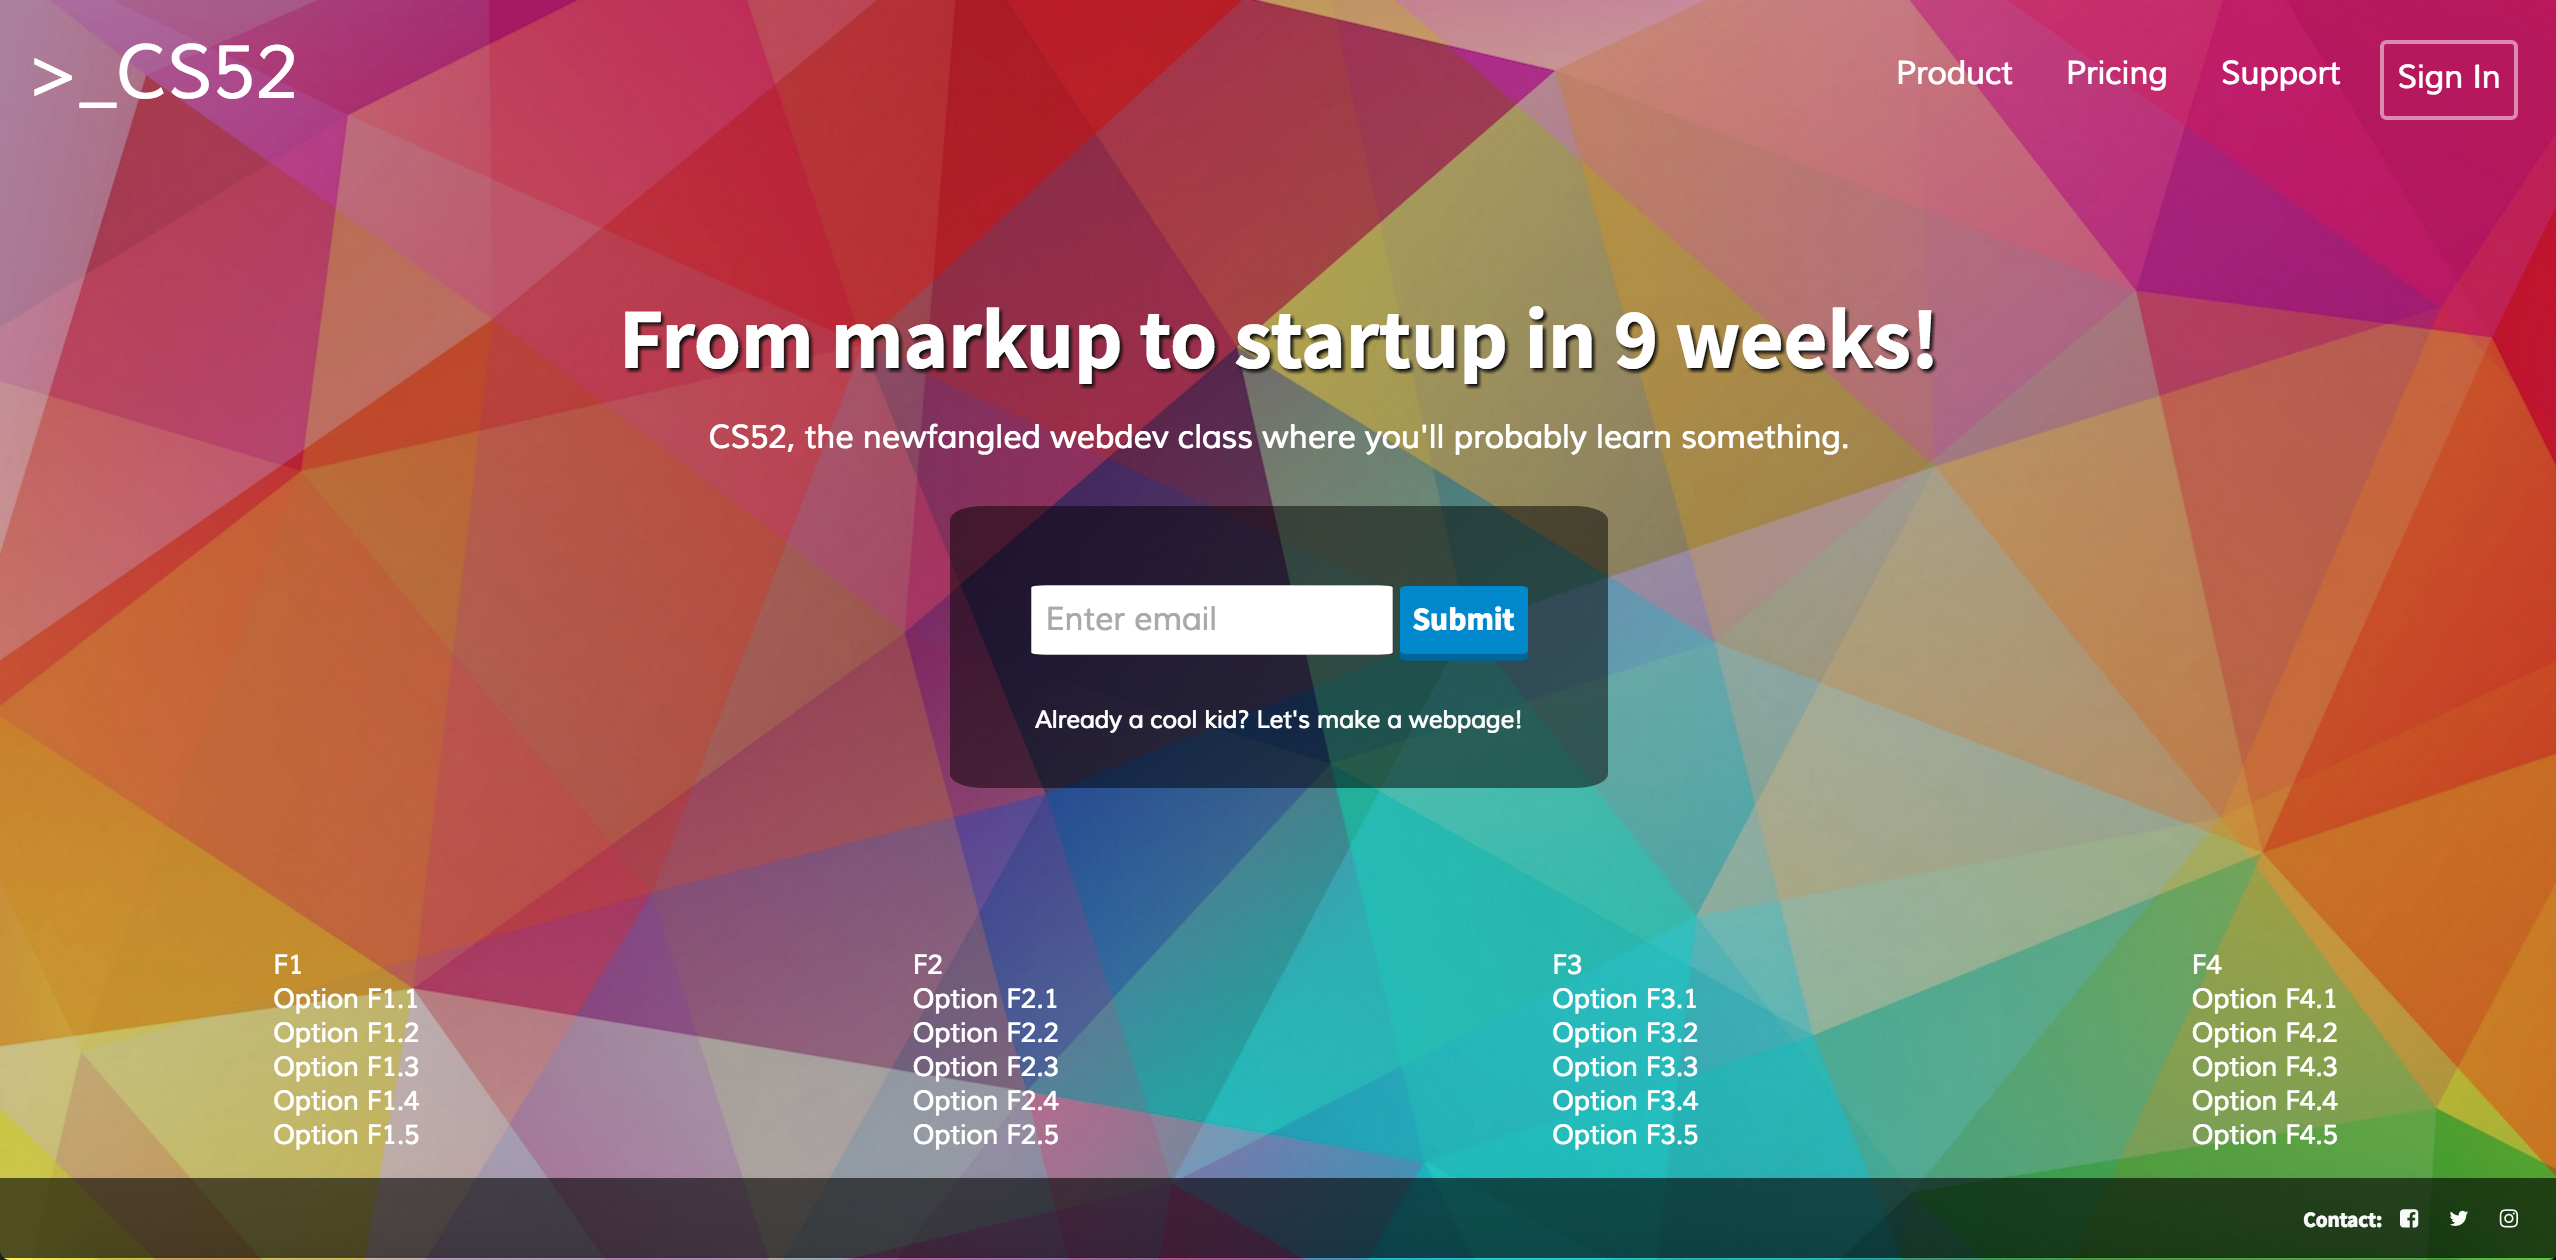 >_CS52
Product Pricing Support Sign In
From markup to startup in 9 weeks!
CS52, the newfangled webdev class where you'll probably learn something.
Enter email Submit
Already a cool kid? Let's make a webpage!
F1
Option F1.1
Option F1.2
Option F1.3
Option F1.4
Option F1.5
F2
Option F2.1
Option F2.2
Option F2.3
Option F2.4
Option F2.5
F3
Option F3.1
Option F3.2
Option F3.3
Option F3.4
Option F3.5
F4
Option F4.1
Option F4.2
Option F4.3
Option F4.4
Option F4.5
Contact: